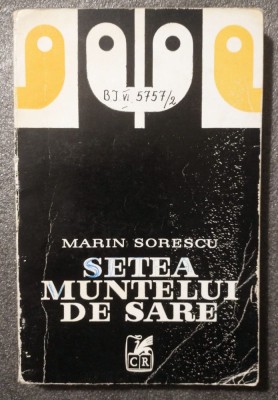 BJ VI 5757/2
MARIN SORESCU
SETEA
MUNTELUI
DE SARE
CR